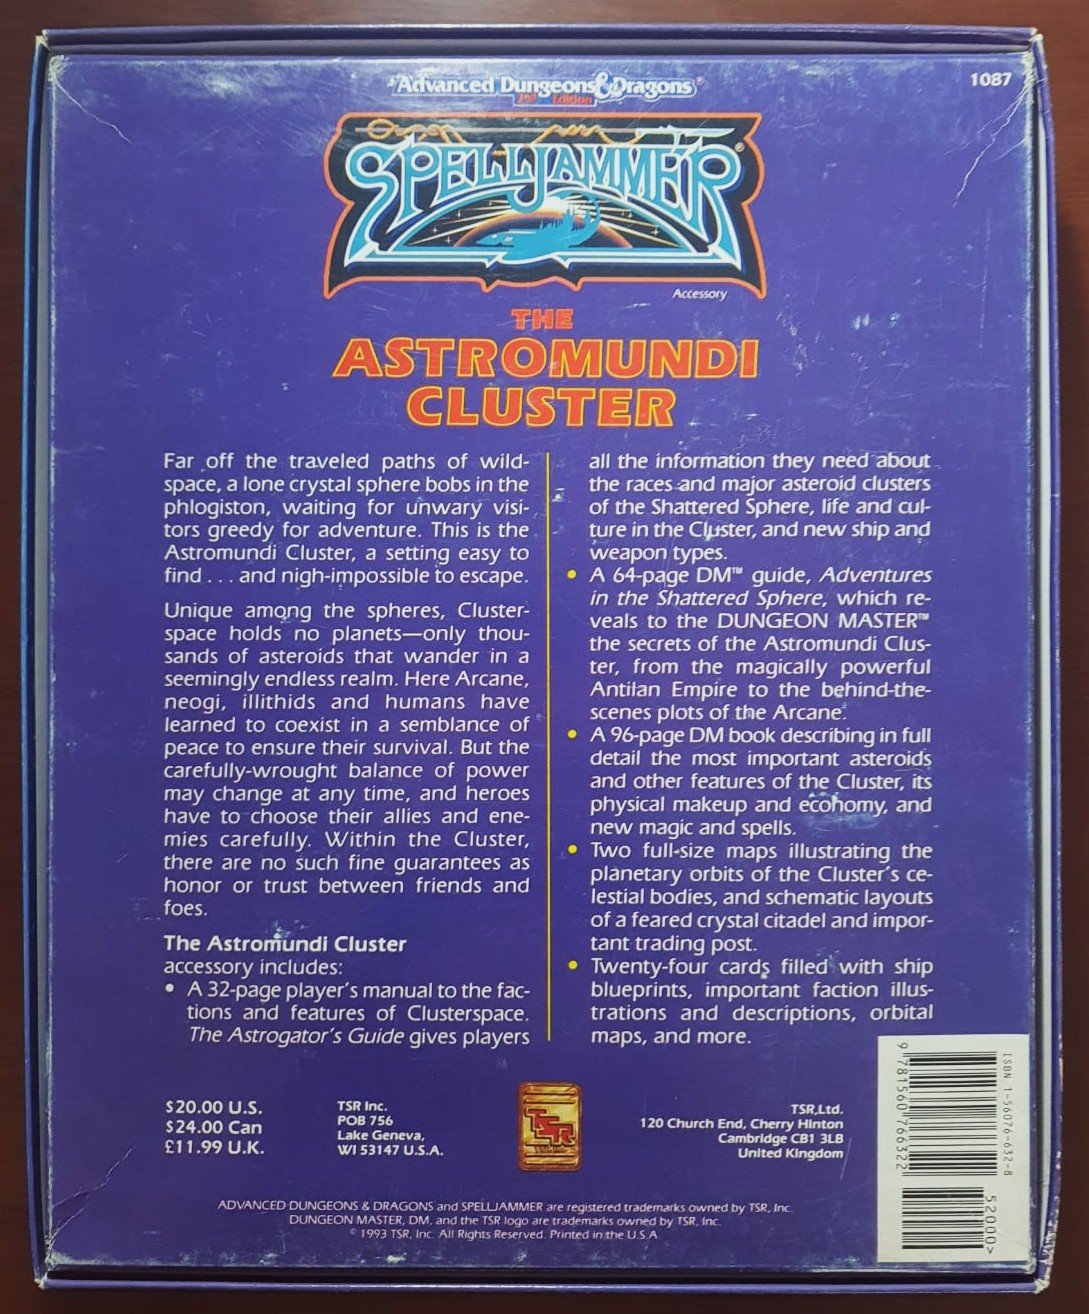 Advanced Dungeons & Dragons®
2nd Edition
1087
SPELLJAMMER®
Accessory
THE
ASTROMUNDI
CLUSTER
Far off the traveled paths of wild-
space, a lone crystal sphere bobs in the
phlogiston, waiting for unwary visi-
tors greedy for adventure. This is the
Astromundi Cluster, a setting easy to
find . . . and nigh-impossible to escape.
Unique among the spheres, Cluster-
space holds no planets—only thou-
sands of asteroids that wander in a
seemingly endless realm. Here Arcane,
neogi, illithids and humans have
learned to coexist in a semblance of
peace to ensure their survival. But the
carefully-wrought balance of power
may change at any time, and heroes
have to choose their allies and ene-
mies carefully. Within the Cluster,
there are no such fine guarantees as
honor or trust between friends and
foes.
The Astromundi Cluster
accessory includes:
• A 32-page player's manual to the fac-
tions and features of Clusterspace.
The Astrogator's Guide gives players
all the information they need about
the races and major asteroid clusters
of the Shattered Sphere, life and cul-
ture in the Cluster, and new ship and
weapon types.
• A 64-page DM™ guide, Adventures
in the Shattered Sphere, which re-
veals to the DUNGEON MASTER™
the secrets of the Astromundi Clus-
ter, from the magically powerful
Antilan Empire to the behind-the-
scenes plots of the Arcane.
• A 96-page DM book describing in full
detail the most important asteroids
and other features of the Cluster, its
physical makeup and economy, and
new magic and spells.
• Two full-size maps illustrating the
planetary orbits of the Cluster's ce-
lestial bodies, and schematic layouts
of a feared crystal citadel and impor-
tant trading post.
• Twenty-four cards filled with ship
blueprints, important faction illus-
trations and descriptions, orbital
maps, and more.
$20.00 U.S.
$24.00 Can
£11.99 U.K.
TSR Inc.
POB 756
Lake Geneva,
WI 53147 U.S.A.
TSR
TSR,Ltd.
120 Church End, Cherry Hinton
Cambridge CB1 3LB
United Kingdom
ISBN 1-56076-632-8
9 781560 766322
52000>
ADVANCED DUNGEONS & DRAGONS and SPELLJAMMER are registered trademarks owned by TSR, Inc.
DUNGEON MASTER, DM, and the TSR logo are trademarks owned by TSR, Inc.
© 1993 TSR, Inc. All Rights Reserved. Printed in the U.S.A.